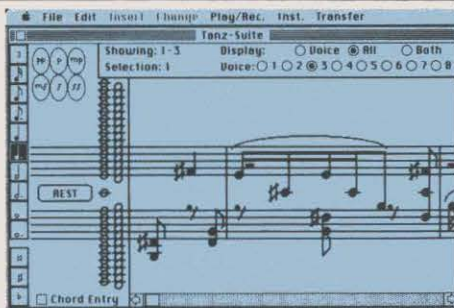 File Edit Insert Change Play/Rec. Inst. Transfer
Tanz-Suite
Showing: 1-3 Display: Voice All Both
Selection: 1 Voice: 1 2 3 4 5 6 7 8
pp p mp
mf f ff
REST
Chord Entry